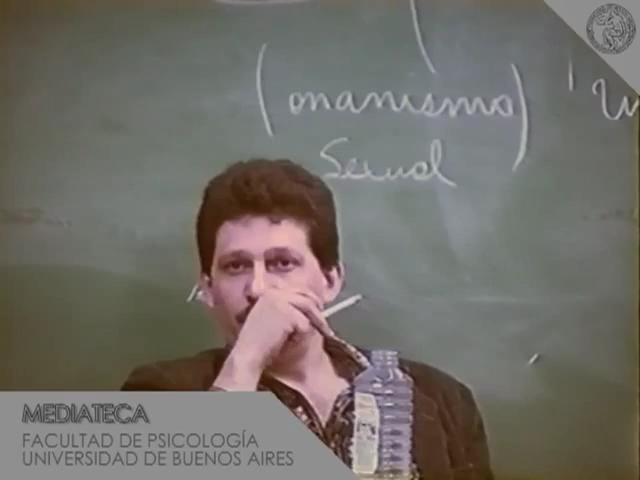 (onanismo)
Sexual
MEDIATECA
FACULTAD DE PSICOLOGÍA
UNIVERSIDAD DE BUENOS AIRES